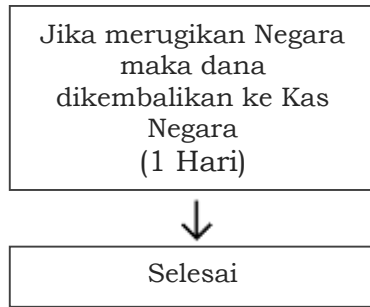 Jika merugikan Negara
maka dana
dikembalikan ke Kas
Negara
(1 Hari)
Selesai